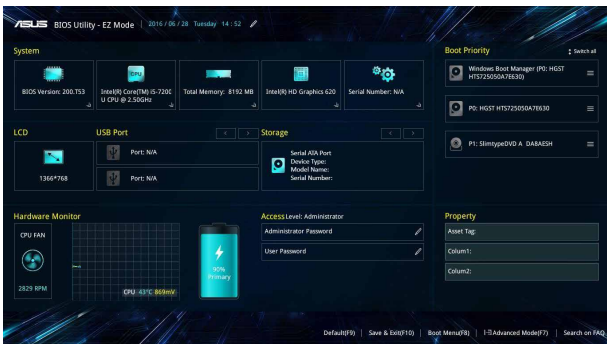 ASUS BIOS Utility - EZ Mode 2016/06/28 Tuesday 14:52
System
BIOS Version: 200.T53
Intel(R) Core(TM) i5-7200U CPU @ 2.50GHz
Total Memory: 8192 MB
Intel(R) HD Graphics 620
Serial Number: N/A
LCD
1366*768
USB Port
Port: N/A
Port: N/A
Storage
Serial ATA Port
Device Type:
Model Name:
Serial Number:
Boot Priority
Switch all
Windows Boot Manager (P0: HGST
HTS725050A7E630)
P0: HGST HTS725050A7E630
P1: SlimtypeDVD A DA8AESH
Hardware Monitor
CPU FAN
2829 RPM
CPU 43°C 869mV
90%
Primary
Access Level: Administrator
Administrator Password
User Password
Property
Asset Tag:
Colum1:
Colum2:
Default(F9) | Save & Exit(F10) | Boot Menu(F8) | Advanced Mode(F7) | Search on FAQ